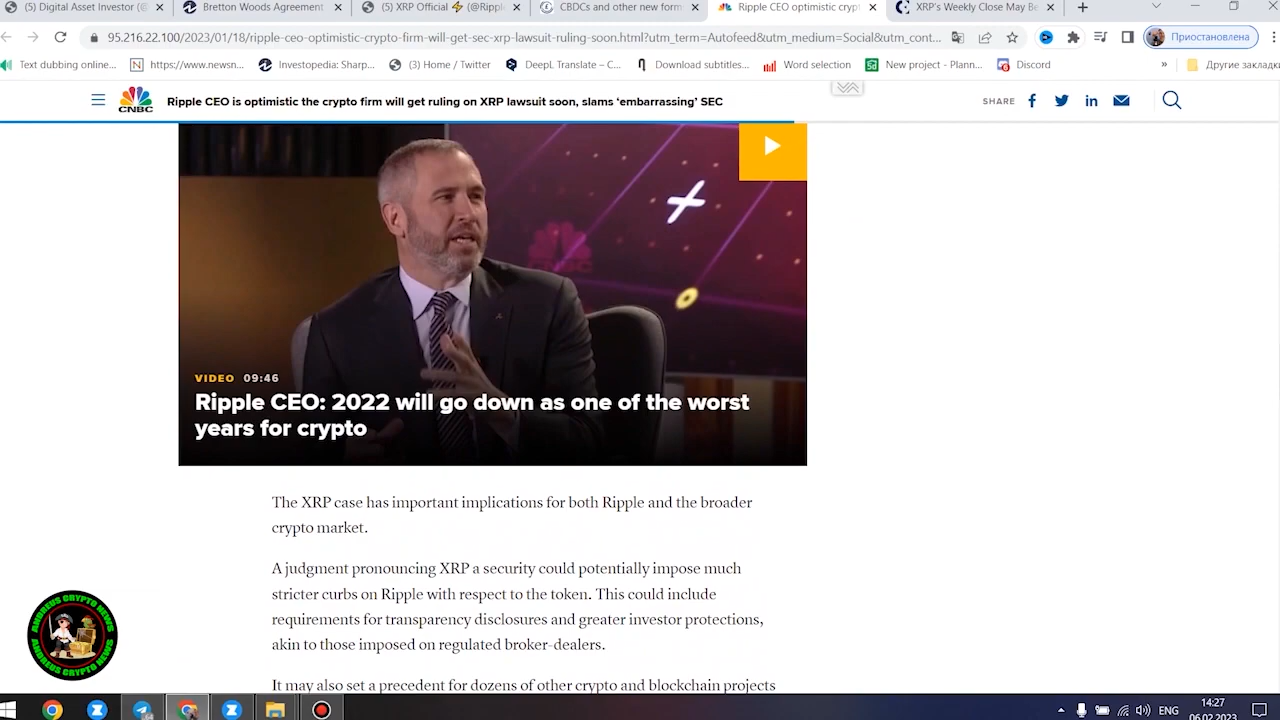 (5) Digital Asset Investor (@
Bretton Woods Agreement
(5) XRP Official ⚡ (@Rippl
CBDCs and other new form
Ripple CEO optimistic crypt
XRP's Weekly Close May Be
95.216.22.100/2023/01/18/ripple-ceo-optimistic-crypto-firm-will-get-sec-xrp-lawsuit-ruling-soon.html?utm_term=Autofeed&utm_medium=Social&utm_cont...
Приостановлена
Text dubbing online...
https://www.newsn...
Investopedia: Sharp...
(3) Home / Twitter
DeepL Translate – C...
Download subtitles...
Word selection
New project - Plann...
Discord
»
Другие закладки
CNBC
Ripple CEO is optimistic the crypto firm will get ruling on XRP lawsuit soon, slams ‘embarrassing’ SEC
SHARE
VIDEO 09:46
Ripple CEO: 2022 will go down as one of the worst
years for crypto
The XRP case has important implications for both Ripple and the broader
crypto market.
A judgment pronouncing XRP a security could potentially impose much
stricter curbs on Ripple with respect to the token. This could include
requirements for transparency disclosures and greater investor protections,
akin to those imposed on regulated broker-dealers.
It may also set a precedent for dozens of other crypto and blockchain projects
ANDREUS CRYPTO NEWS
ANDREUS CRYPTO NEWS
14:27
ENG
06.02.2023